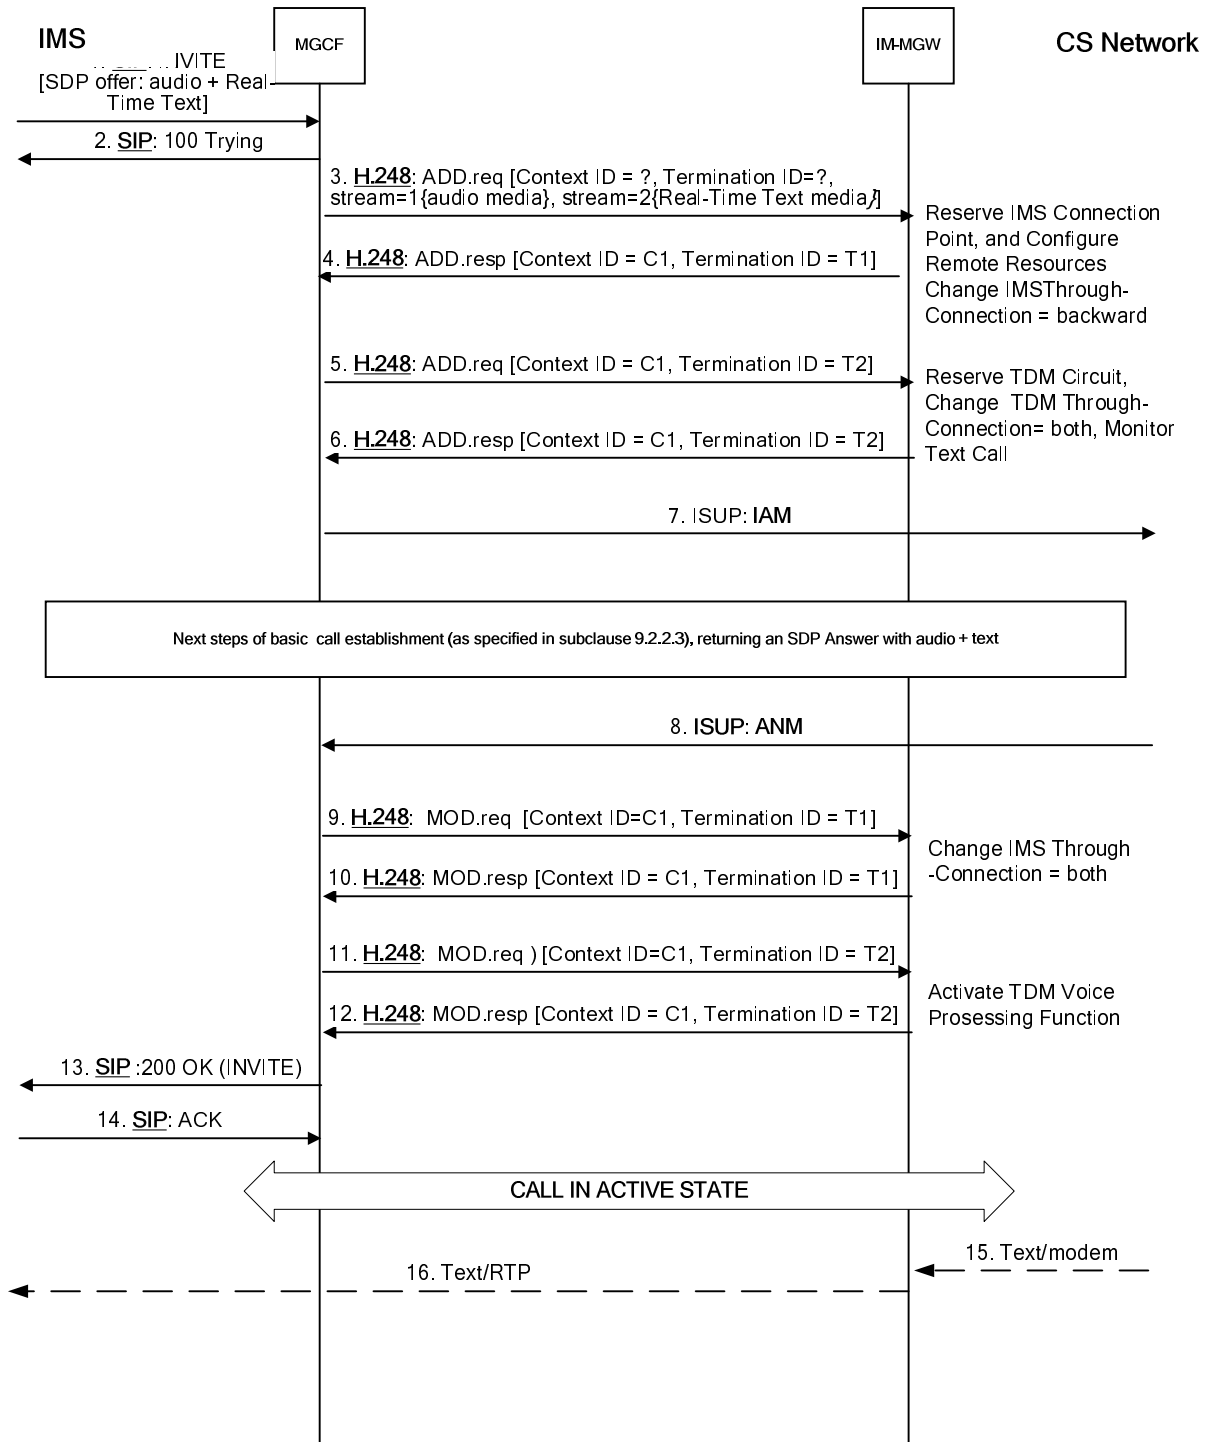 IMS
MGCF
IM-MGW
CS Network
IVITE
[SDP offer: audio + Real-
Time Text]
2. SIP: 100 Trying
3. H.248: ADD.req [Context ID = ?, Termination ID=?,
stream=1{audio media}, stream=2{Real-Time Text media}]
Reserve IMS Connection
Point, and Configure
Remote Resources
Change IMSThrough-
Connection = backward
4. H.248: ADD.resp [Context ID = C1, Termination ID = T1]
5. H.248: ADD.req [Context ID = C1, Termination ID = T2]
Reserve TDM Circuit,
Change TDM Through-
Connection= both, Monitor
Text Call
6. H.248: ADD.resp [Context ID = C1, Termination ID = T2]
7. ISUP: IAM
Next steps of basic call establishment (as specified in subclause 9.2.2.3), returning an SDP Answer with audio + text
8. ISUP: ANM
9. H.248: MOD.req [Context ID=C1, Termination ID = T1]
Change IMS Through
-Connection = both
10. H.248: MOD.resp [Context ID = C1, Termination ID = T1]
11. H.248: MOD.req ) [Context ID=C1, Termination ID = T2]
Activate TDM Voice
Prosessing Function
12. H.248: MOD.resp [Context ID = C1, Termination ID = T2]
13. SIP :200 OK (INVITE)
14. SIP: ACK
CALL IN ACTIVE STATE
15. Text/modem
16. Text/RTP